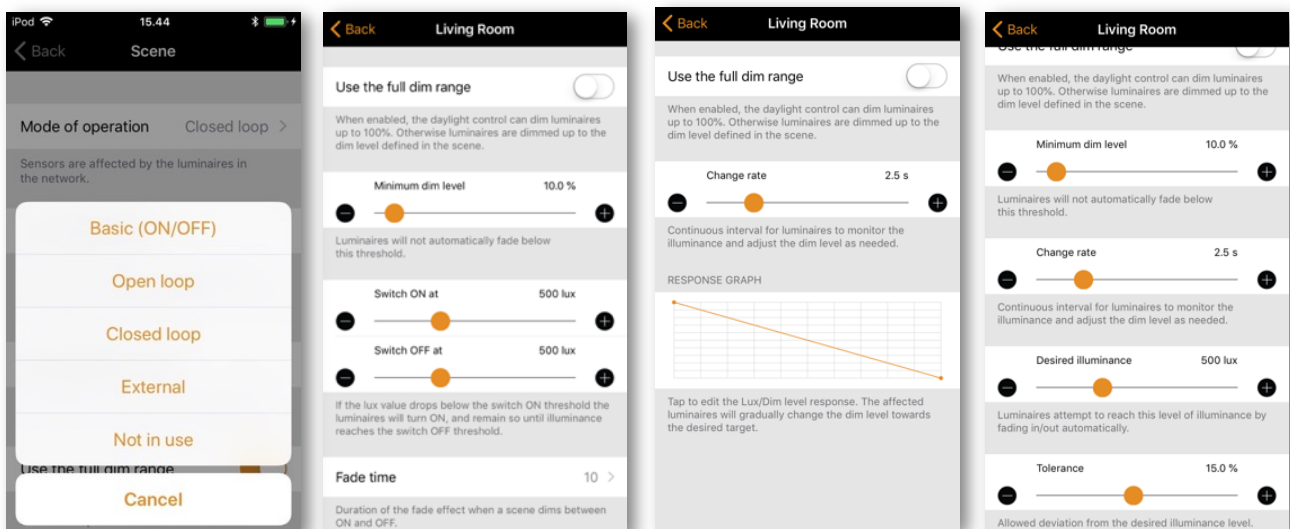 iPod 15.44
Back Scene
Mode of operation Closed loop
Sensors are affected by the luminaires in
the network.
Basic (ON/OFF)
Open loop
Closed loop
External
Not in use
Use the full dim range
Cancel
Back Living Room
Use the full dim range
When enabled, the daylight control can dim luminaires
up to 100%. Otherwise luminaires are dimmed up to the
dim level defined in the scene.
Minimum dim level 10.0 %
Luminaires will not automatically fade below
this threshold.
Switch ON at 500 lux
Switch OFF at 500 lux
If the lux value drops below the switch ON threshold the
luminaires will turn ON, and remain so until illuminance
reaches the switch OFF threshold.
Fade time 10
Duration of the fade effect when a scene dims between
ON and OFF.
Back Living Room
Use the full dim range
When enabled, the daylight control can dim luminaires
up to 100%. Otherwise luminaires are dimmed up to the
dim level defined in the scene.
Change rate 2.5 s
Continuous interval for luminaires to monitor the
illuminance and adjust the dim level as needed.
RESPONSE GRAPH
Tap to edit the Lux/Dim level response. The affected
luminaires will gradually change the dim level towards
the desired target.
Back Living Room
Use the full dim range
When enabled, the daylight control can dim luminaires
up to 100%. Otherwise luminaires are dimmed up to the
dim level defined in the scene.
Minimum dim level 10.0 %
Luminaires will not automatically fade below
this threshold.
Change rate 2.5 s
Continuous interval for luminaires to monitor the
illuminance and adjust the dim level as needed.
Desired illuminance 500 lux
Luminaires attempt to reach this level of illuminance by
fading in/out automatically.
Tolerance 15.0 %
Allowed deviation from the desired illuminance level.